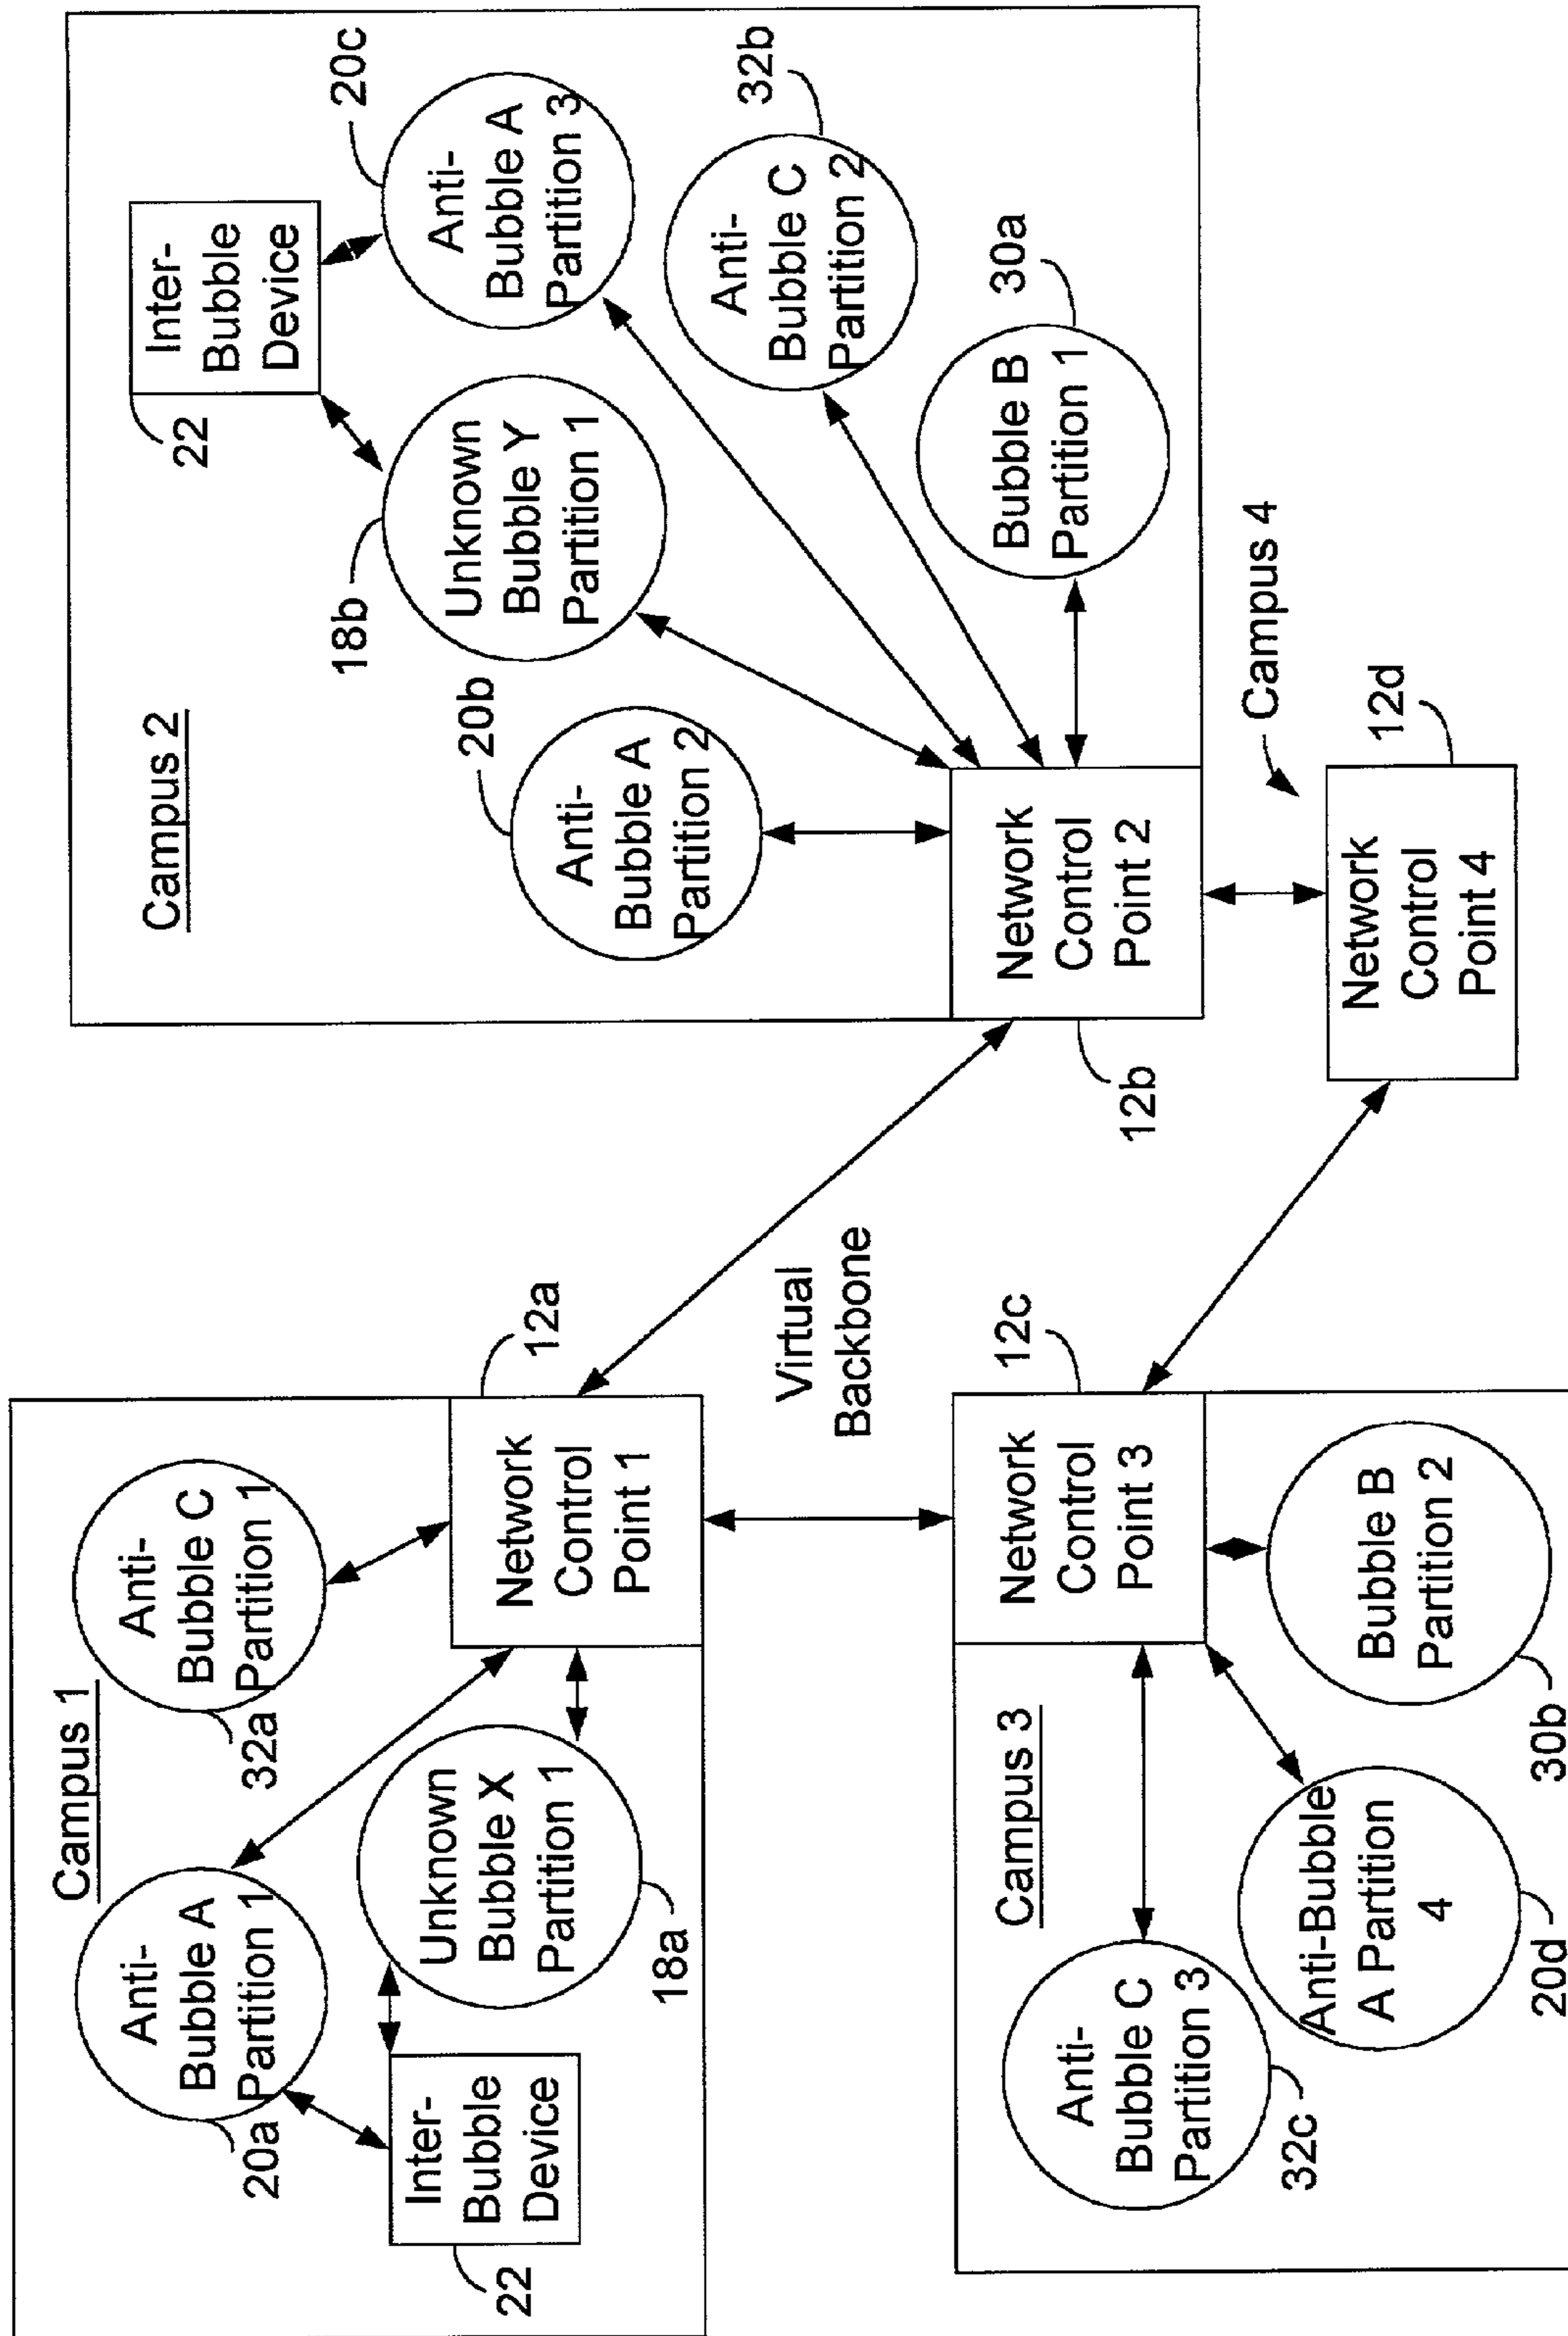 Campus 1
Anti-
Bubble A
Partition 1
20a
Anti-
Bubble C
Partition 1
32a
Inter-
Bubble
Device
22
Unknown
Bubble X
Partition 1
18a
Network
Control
Point 1
12a
Virtual
Backbone
Campus 2
Anti-
Bubble A
Partition 2
20b
Unknown
Bubble Y
Partition 1
18b
Inter-
Bubble
Device
22
Anti-
Bubble A
Partition 3
20c
Anti-
Bubble C
Partition 2
32b
Bubble B
Partition 1
30a
Network
Control
Point 2
12b
Campus 3
Anti-
Bubble C
Partition 3
32c
Anti-Bubble
A Partition
4
20d
Bubble B
Partition 2
30b
Network
Control
Point 3
12c
Campus 4
Network
Control
Point 4
12d